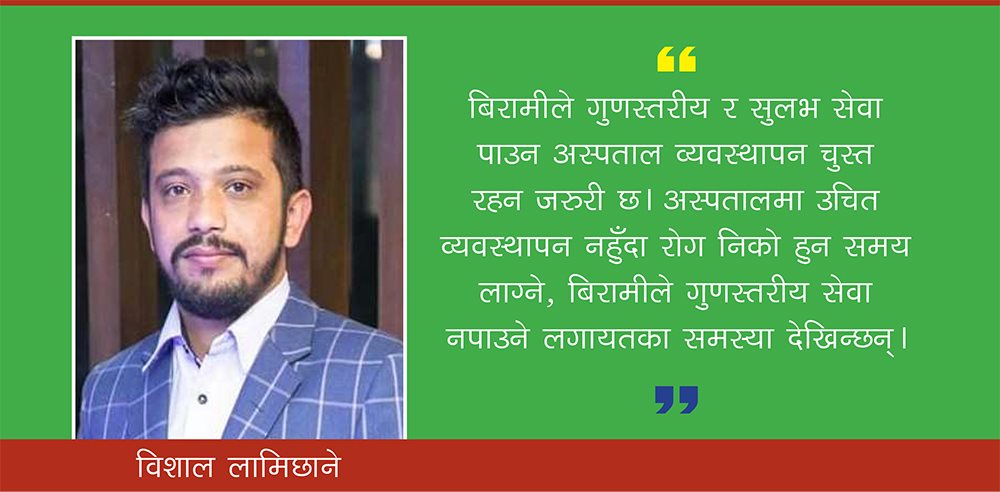 ❝
बिरामीले गुणस्तरीय र सुलभ सेवा
पाउन अस्पताल व्यवस्थापन चुस्त
रहन जरुरी छ। अस्पतालमा उचित
व्यवस्थापन नहुँदा रोग निको हुन समय
लाग्ने, बिरामीले गुणस्तरीय सेवा
नपाउने लगायतका समस्या देखिन्छन्।
❞
विशाल लामिछाने